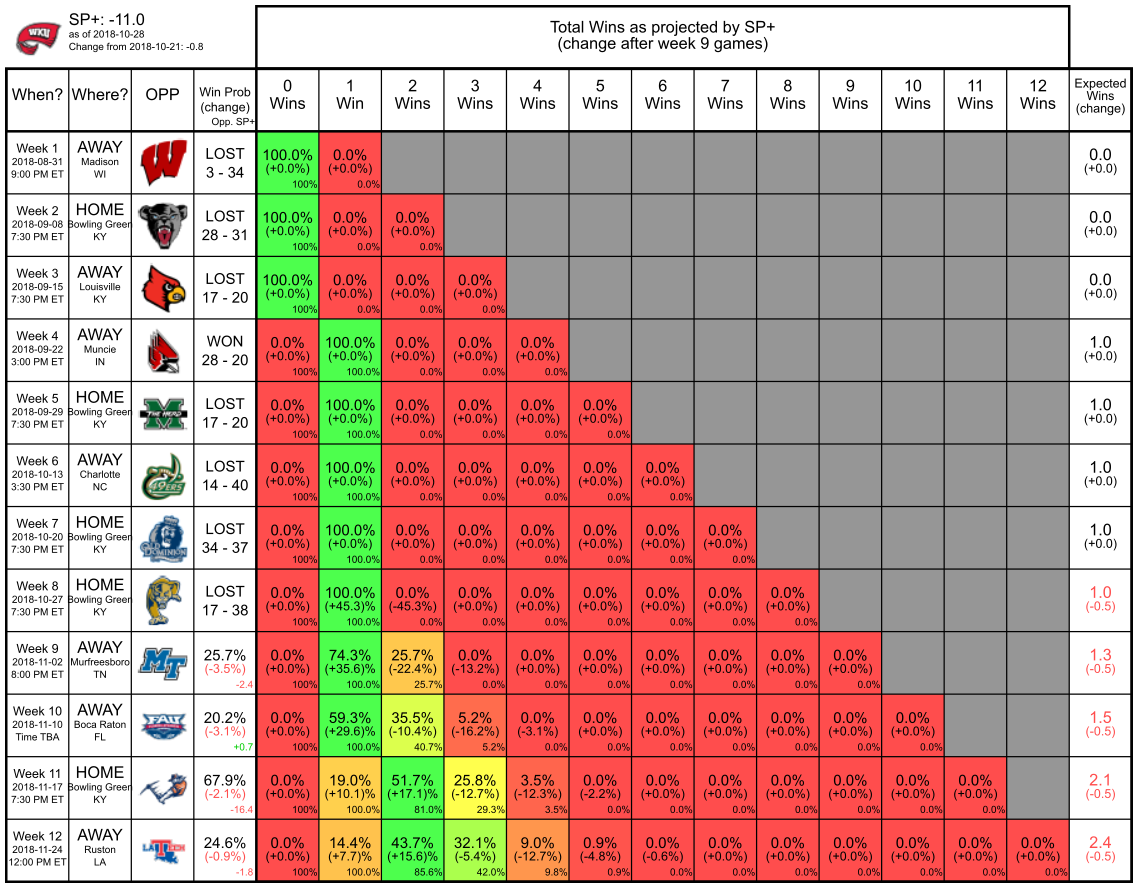 WKU
SP+: -11.0
as of 2018-10-28
Change from 2018-10-21: -0.8
Total Wins as projected by SP+
(change after week 9 games)
When? Where? OPP Win Prob (change) Opp. SP+ 0 Wins 1 Win 2 Wins 3 Wins 4 Wins 5 Wins 6 Wins 7 Wins 8 Wins 9 Wins 10 Wins 11 Wins 12 Wins Expected Wins (change)
Week 1 AWAY LOST 100.0% 0.0% 0.0
2018-08-31 Madison W 3 - 34 (+0.0%) (+0.0%) (+0.0)
9:00 PM ET WI 100% 0.0%
Week 2 HOME LOST 100.0% 0.0% 0.0% 0.0
2018-09-08 Bowling Green 28 - 31 (+0.0%) (+0.0%) (+0.0%) (+0.0)
7:30 PM ET KY 100% 0.0% 0.0%
Week 3 AWAY LOST 100.0% 0.0% 0.0% 0.0% 0.0
2018-09-15 Louisville 17 - 20 (+0.0%) (+0.0%) (+0.0%) (+0.0%) (+0.0)
7:30 PM ET KY 100% 0.0% 0.0% 0.0%
Week 4 AWAY WON 0.0% 100.0% 0.0% 0.0% 0.0% 1.0
2018-09-22 Muncie 28 - 20 (+0.0%) (+0.0%) (+0.0%) (+0.0%) (+0.0%) (+0.0)
3:00 PM ET IN 100% 100.0% 0.0% 0.0% 0.0%
Week 5 HOME LOST 0.0% 100.0% 0.0% 0.0% 0.0% 0.0% 1.0
2018-09-29 Bowling Green M THE HERD 17 - 20 (+0.0%) (+0.0%) (+0.0%) (+0.0%) (+0.0%) (+0.0%) (+0.0)
7:30 PM ET KY 100% 100.0% 0.0% 0.0% 0.0% 0.0%
Week 6 AWAY LOST 0.0% 100.0% 0.0% 0.0% 0.0% 0.0% 0.0% 1.0
2018-10-13 Charlotte 49ERS 14 - 40 (+0.0%) (+0.0%) (+0.0%) (+0.0%) (+0.0%) (+0.0%) (+0.0%) (+0.0)
3:30 PM ET NC 100% 100.0% 0.0% 0.0% 0.0% 0.0% 0.0%
Week 7 HOME LOST 0.0% 100.0% 0.0% 0.0% 0.0% 0.0% 0.0% 0.0% 1.0
2018-10-20 Bowling Green OLD DOMINION 34 - 37 (+0.0%) (+0.0%) (+0.0%) (+0.0%) (+0.0%) (+0.0%) (+0.0%) (+0.0%) (+0.0)
7:30 PM ET KY 100% 100.0% 0.0% 0.0% 0.0% 0.0% 0.0% 0.0%
Week 8 HOME LOST 0.0% 100.0% 0.0% 0.0% 0.0% 0.0% 0.0% 0.0% 0.0% 1.0
2018-10-27 Bowling Green 17 - 38 (+0.0%) (+45.3)% (-45.3%) (+0.0%) (+0.0%) (+0.0%) (+0.0%) (+0.0%) (+0.0%) (-0.5)
7:30 PM ET KY 100% 100.0% 0.0% 0.0% 0.0% 0.0% 0.0% 0.0% 0.0%
Week 9 AWAY 25.7% 0.0% 74.3% 25.7% 0.0% 0.0% 0.0% 0.0% 0.0% 0.0% 0.0% 1.3
2018-11-02 Murfreesboro MT (-3.5%) (+0.0%) (+35.6)% (-22.4%) (-13.2%) (+0.0%) (+0.0%) (+0.0%) (+0.0%) (+0.0%) (+0.0%) (-0.5)
8:00 PM ET TN -2.4 100% 100.0% 25.7% 0.0% 0.0% 0.0% 0.0% 0.0% 0.0% 0.0%
Week 10 AWAY 20.2% 0.0% 59.3% 35.5% 5.2% 0.0% 0.0% 0.0% 0.0% 0.0% 0.0% 0.0% 1.5
2018-11-10 Boca Raton FAU (-3.1%) (+0.0%) (+29.6)% (-10.4%) (-16.2%) (-3.1%) (+0.0%) (+0.0%) (+0.0%) (+0.0%) (+0.0%) (+0.0%) (-0.5)
Time TBA FL +0.7 100% 100.0% 40.7% 5.2% 0.0% 0.0% 0.0% 0.0% 0.0% 0.0% 0.0%
Week 11 HOME 67.9% 0.0% 19.0% 51.7% 25.8% 3.5% 0.0% 0.0% 0.0% 0.0% 0.0% 0.0% 0.0% 2.1
2018-11-17 Bowling Green (-2.1%) (+0.0%) (+10.1)% (+17.1)% (-12.7%) (-12.3%) (-2.2%) (+0.0%) (+0.0%) (+0.0%) (+0.0%) (+0.0%) (+0.0%) (-0.5)
7:30 PM ET KY -16.4 100% 100.0% 81.0% 29.3% 3.5% 0.0% 0.0% 0.0% 0.0% 0.0% 0.0% 0.0%
Week 12 AWAY 24.6% 0.0% 14.4% 43.7% 32.1% 9.0% 0.9% 0.0% 0.0% 0.0% 0.0% 0.0% 0.0% 0.0% 2.4
2018-11-24 Ruston LA TECH (-0.9%) (+0.0%) (+7.7)% (+15.6)% (-5.4%) (-12.7%) (-4.8%) (-0.6%) (+0.0%) (+0.0%) (+0.0%) (+0.0%) (+0.0%) (+0.0%) (-0.5)
12:00 PM ET LA -1.8 100% 100.0% 85.6% 42.0% 9.8% 0.9% 0.0% 0.0% 0.0% 0.0% 0.0% 0.0% 0.0%